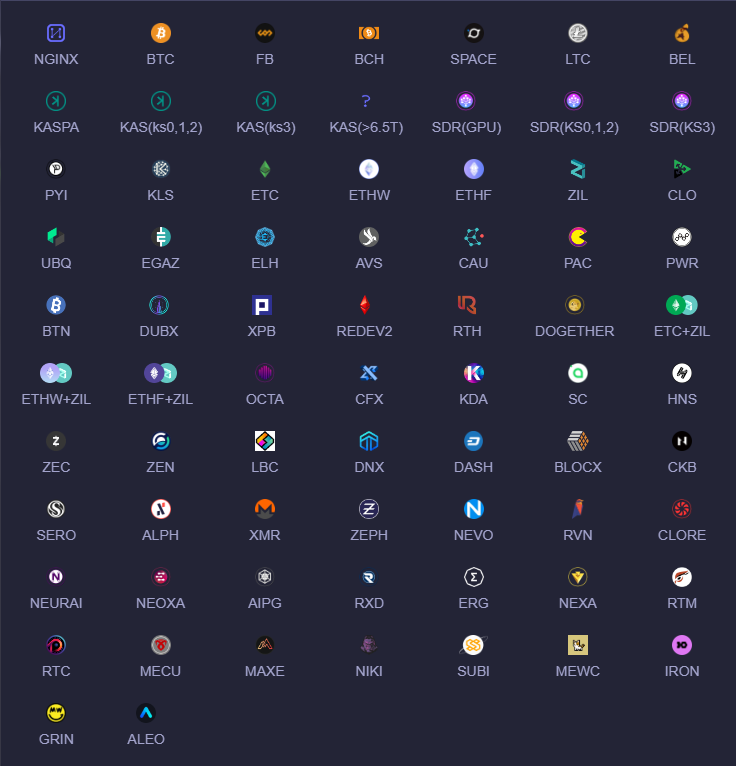 NGINX BTC FB BCH SPACE LTC BEL
KASPA KAS(ks0,1,2) KAS(ks3) KAS(>6.5T) SDR(GPU) SDR(KS0,1,2) SDR(KS3)
PYI KLS ETC ETHW ETHF ZIL CLO
UBQ EGAZ ELH AVS CAU PAC PWR
BTN DUBX XPB REDEV2 RTH DOGETHER ETC+ZIL
ETHW+ZIL ETHF+ZIL OCTA CFX KDA SC HNS
ZEC ZEN LBC DNX DASH BLOCX CKB
SERO ALPH XMR ZEPH NEVO RVN CLORE
NEURAI NEOXA AIPG RXD ERG NEXA RTM
RTC MECU MAXE NIKI SUBI MEWC IRON
GRIN ALEO